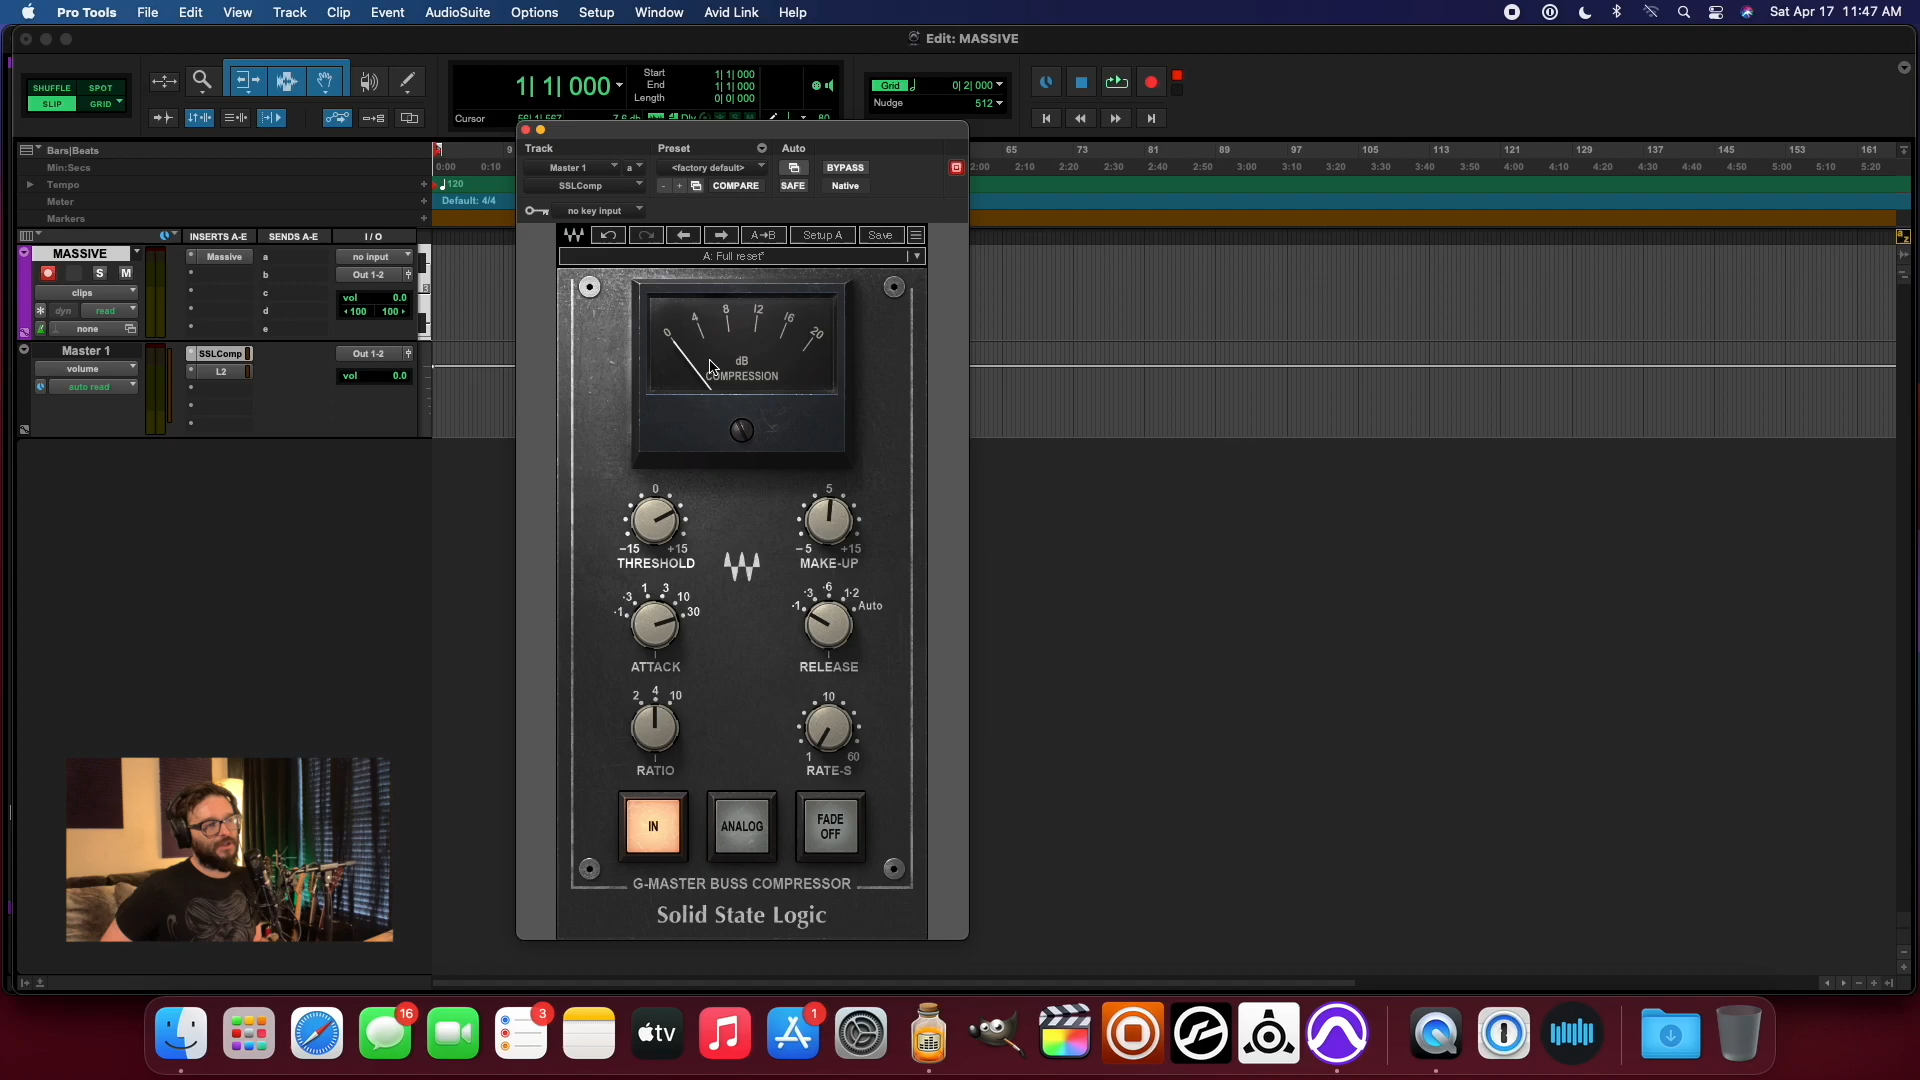 Pro Tools File Edit View Track Clip Event AudioSuite Options Setup Window Avid Link Help
Sat Apr 17 11:47 AM
Edit: MASSIVE
SHUFFLE SPOT
SLIP GRID
1| 1| 000
Start 1| 1| 000
End 1| 1| 000
Length 0| 0| 000
Cursor
Grid 0| 2| 000
Nudge 512
Bars|Beats
Min:Secs
Tempo
Meter
Markers
9 65 73 81 89 97 105 113 121 129 137 145 153 161
0:00 0:10 2:00 2:10 2:20 2:30 2:40 2:50 3:00 3:10 3:20 3:30 3:40 3:50 4:00 4:10 4:20 4:30 4:40 4:50 5:00 5:10 5:20
120
Default: 4/4
INSERTS A-E SENDS A-E I / O
MASSIVE
S M
clips
dyn read
none
Massive
a
b
c
d
e
no input
Out 1-2
vol 0.0
100 100
Master 1
volume
auto read
SSLComp
L2
Out 1-2
vol 0.0
Track Preset Auto
Master 1 a <factory default> BYPASS
SSLComp - + COMPARE SAFE Native
no key input
A→B Setup A Save
A: Full reset*
0 4 8 12 16 20
dB
COMPRESSION
0
-15 +15
THRESHOLD
5
-5 +15
MAKE-UP
.1 .3 1 3 10 30
ATTACK
.1 .3 .6 1.2 Auto
RELEASE
2 4 10
RATIO
10
1 60
RATE-S
IN
ANALOG
FADE OFF
G-MASTER BUSS COMPRESSOR
Solid State Logic
16
3
1
tv